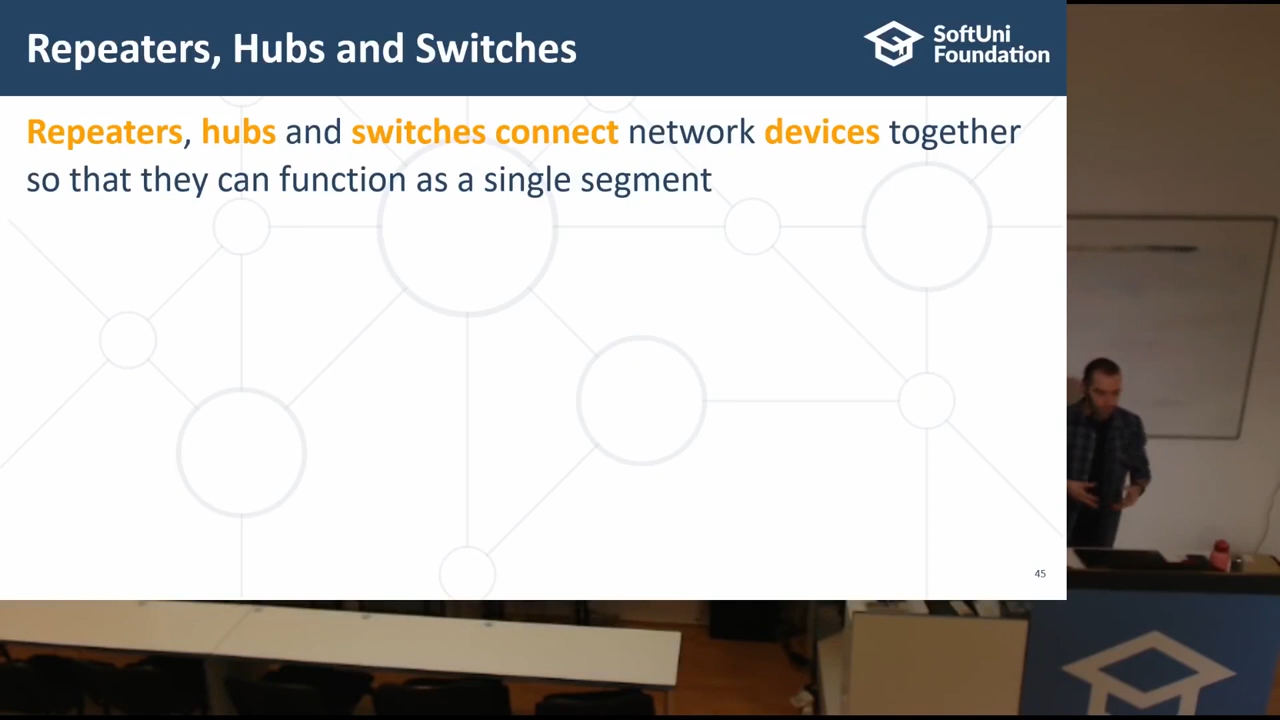 Repeaters, Hubs and Switches
SoftUni
Foundation
Repeaters, hubs and switches connect network devices together
so that they can function as a single segment
45